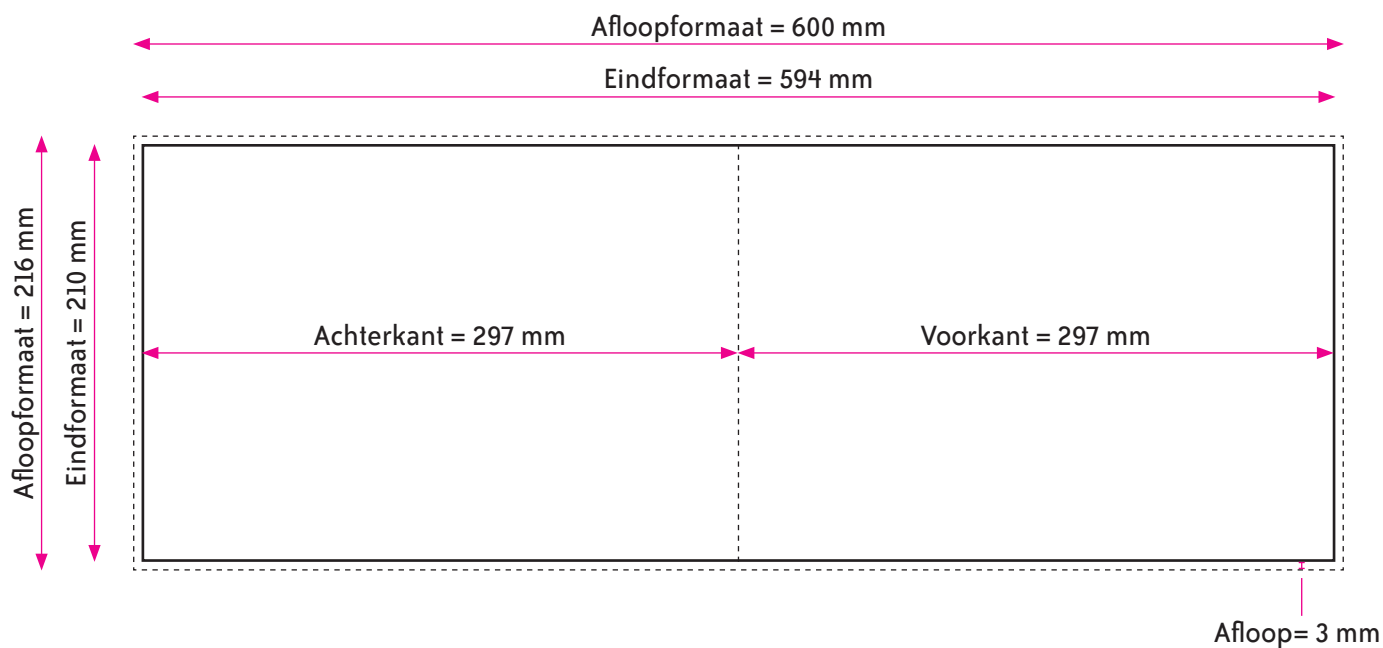 Afloopformaat = 600 mm
Eindformaat = 594 mm
Afloopformaat = 216 mm
Eindformaat = 210 mm
Achterkant = 297 mm
Voorkant = 297 mm
Afloop= 3 mm